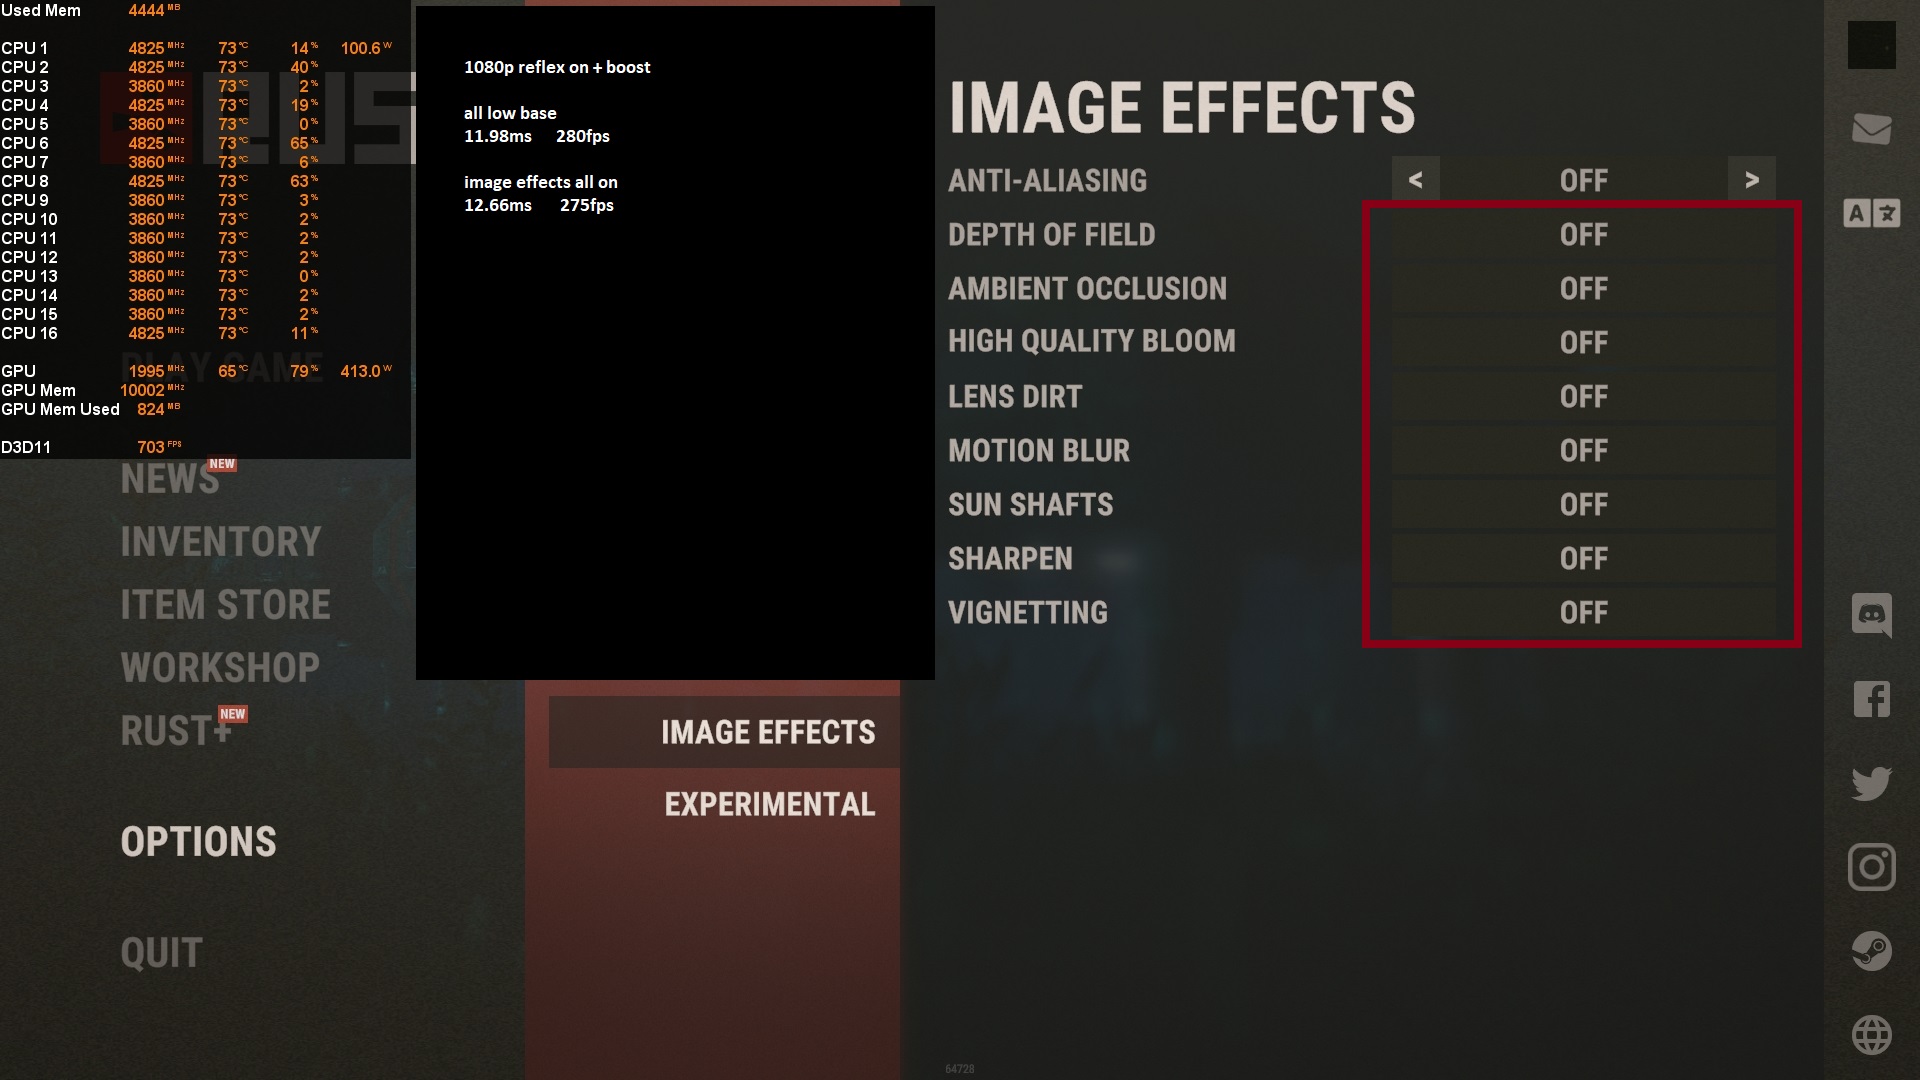 Used Mem 4444 MB
CPU 1 4825 MHz 73 °C 14 % 100.6 W
CPU 2 4825 MHz 73 °C 40 %
CPU 3 3860 MHz 73 °C 2 %
CPU 4 4825 MHz 73 °C 19 %
CPU 5 3860 MHz 73 °C 0 %
CPU 6 4825 MHz 73 °C 65 %
CPU 7 3860 MHz 73 °C 6 %
CPU 8 4825 MHz 73 °C 63 %
CPU 9 3860 MHz 73 °C 3 %
CPU 10 3860 MHz 73 °C 2 %
CPU 11 3860 MHz 73 °C 2 %
CPU 12 3860 MHz 73 °C 2 %
CPU 13 3860 MHz 73 °C 0 %
CPU 14 3860 MHz 73 °C 2 %
CPU 15 3860 MHz 73 °C 2 %
CPU 16 4825 MHz 73 °C 11 %
GPU 1995 MHz 65 °C 79 % 413.0 W
GPU Mem 10002 MHz
GPU Mem Used 824 MB
D3D11 703 FPS
RUS
PLAY GAME
NEWS NEW
INVENTORY
ITEM STORE
WORKSHOP
RUST+ NEW
OPTIONS
QUIT
1080p reflex on + boost
all low base
11.98ms 280fps
image effects all on
12.66ms 275fps
IMAGE EFFECTS
EXPERIMENTAL
IMAGE EFFECTS
ANTI-ALIASING < OFF >
DEPTH OF FIELD OFF
AMBIENT OCCLUSION OFF
HIGH QUALITY BLOOM OFF
LENS DIRT OFF
MOTION BLUR OFF
SUN SHAFTS OFF
SHARPEN OFF
VIGNETTING OFF
64728
A 文